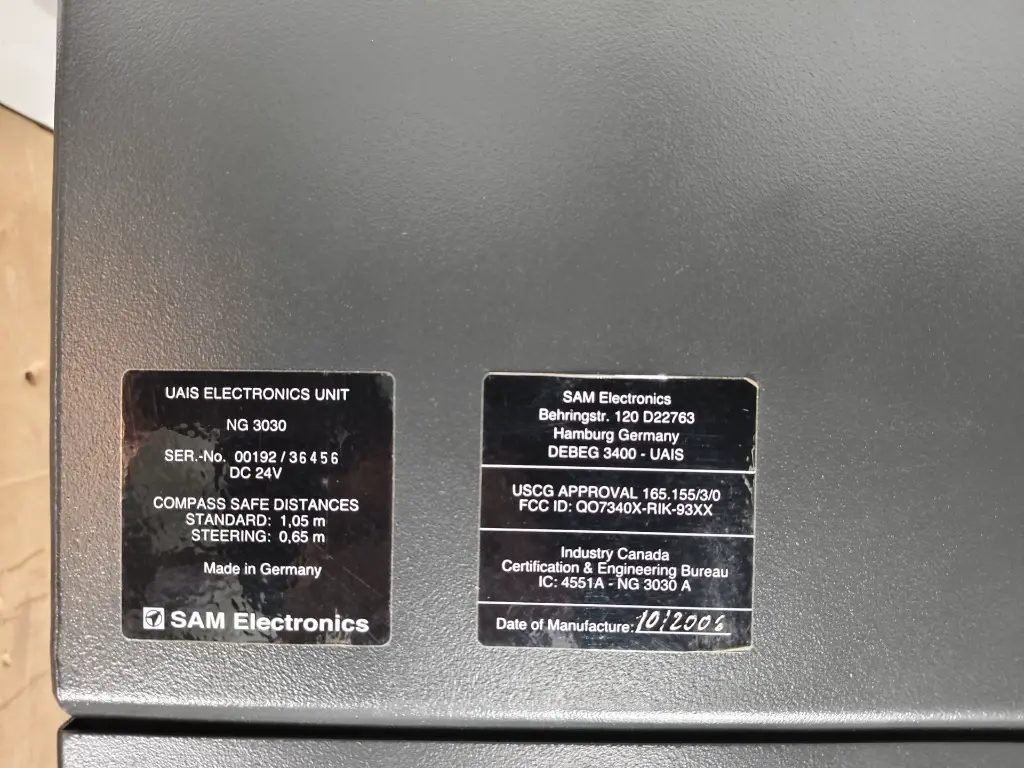 UAIS ELECTRONICS UNIT
NG 3030
SER.-No. 00192 / 36456
DC 24V
COMPASS SAFE DISTANCES
STANDARD: 1,05 m
STEERING: 0,65 m
Made in Germany
SAM Electronics
SAM Electronics
Behringstr. 120 D22763
Hamburg Germany
DEBEG 3400 - UAIS
USCG APPROVAL 165.155/3/0
FCC ID: QO7340X-RIK-93XX
Industry Canada
Certification & Engineering Bureau
IC: 4551A - NG 3030 A
Date of Manufacture: 10/2006